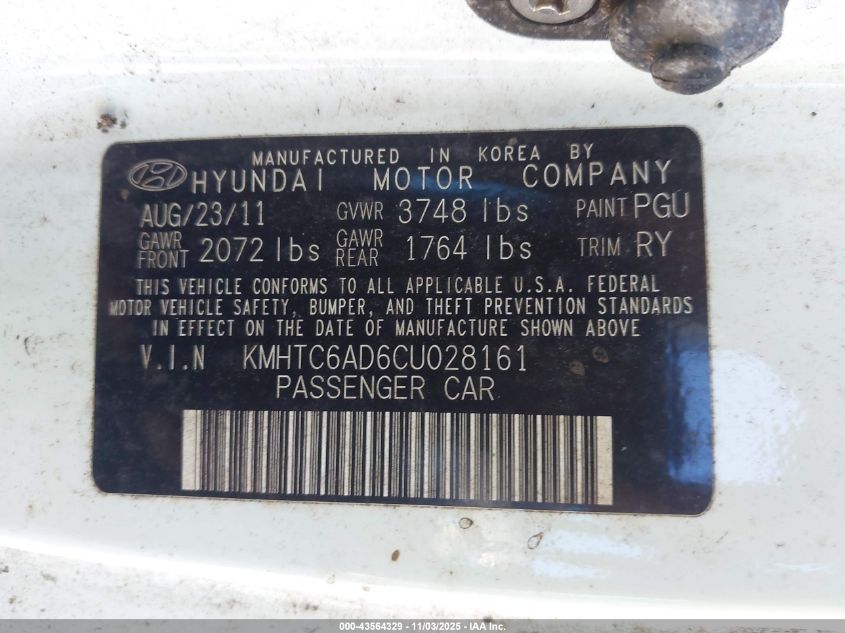 MANUFACTURED IN KOREA BY
HYUNDAI MOTOR COMPANY
AUG/23/11 GVWR 3748 lbs PAINT PGU
GAWR FRONT 2072 lbs GAWR REAR 1764 lbs TRIM RY
THIS VEHICLE CONFORMS TO ALL APPLICABLE U.S.A. FEDERAL
MOTOR VEHICLE SAFETY, BUMPER, AND THEFT PREVENTION STANDARDS
IN EFFECT ON THE DATE OF MANUFACTURE SHOWN ABOVE
V.I.N KMHTC6AD6CU028161
PASSENGER CAR
000-43564329 - 11/03/2025 - IAA Inc.